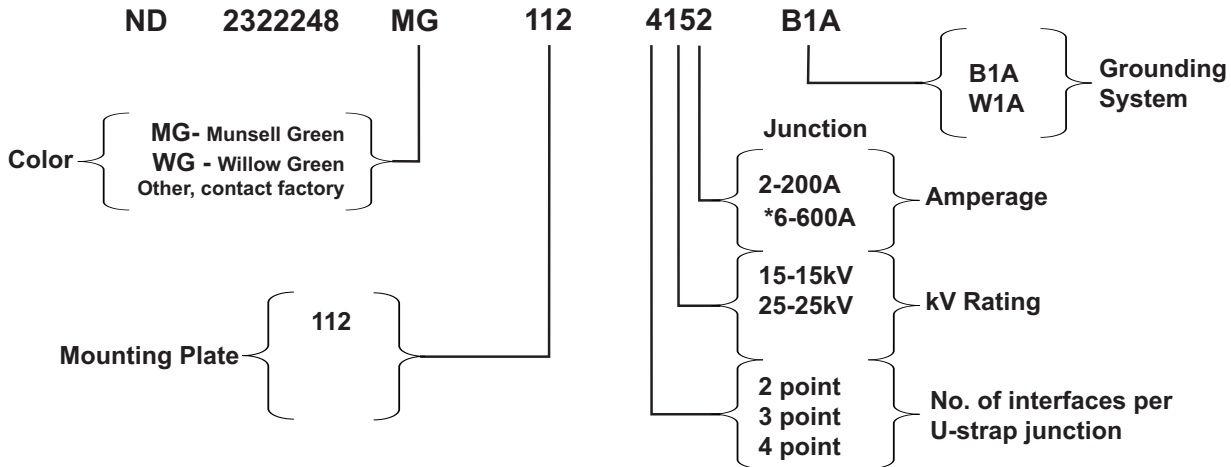 ND 2322248 MG 112 4152 B1A
B1A
W1A
Grounding
System
Junction
MG- Munsell Green
WG - Willow Green
Other, contact factory
Color
2-200A
*6-600A
Amperage
15-15kV
25-25kV
kV Rating
112
Mounting Plate
2 point
3 point
4 point
No. of interfaces per
U-strap junction